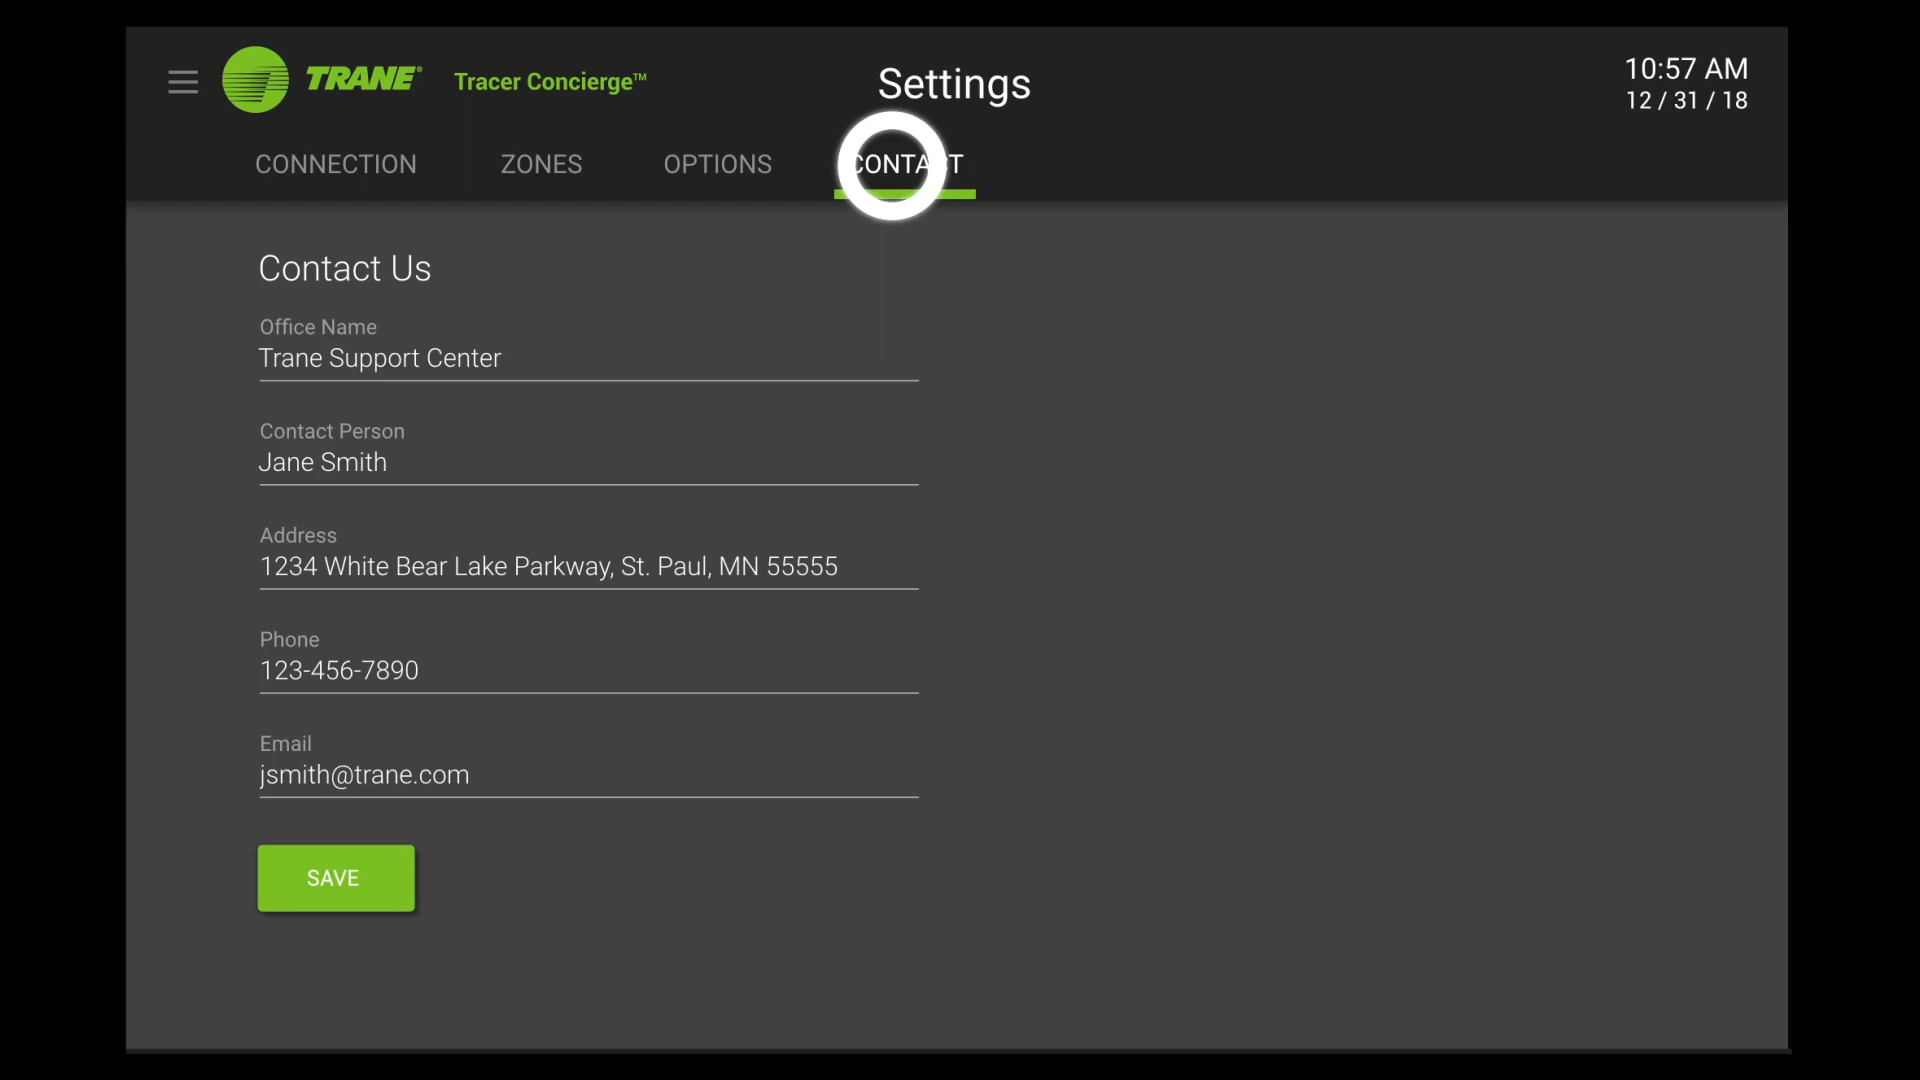 TRANE®
Tracer Concierge™
Settings
10:57 AM
12 / 31 / 18
CONNECTION
ZONES
OPTIONS
CONTACT
Contact Us
Office Name
Trane Support Center
Contact Person
Jane Smith
Address
1234 White Bear Lake Parkway, St. Paul, MN 55555
Phone
123-456-7890
Email
jsmith@trane.com
SAVE